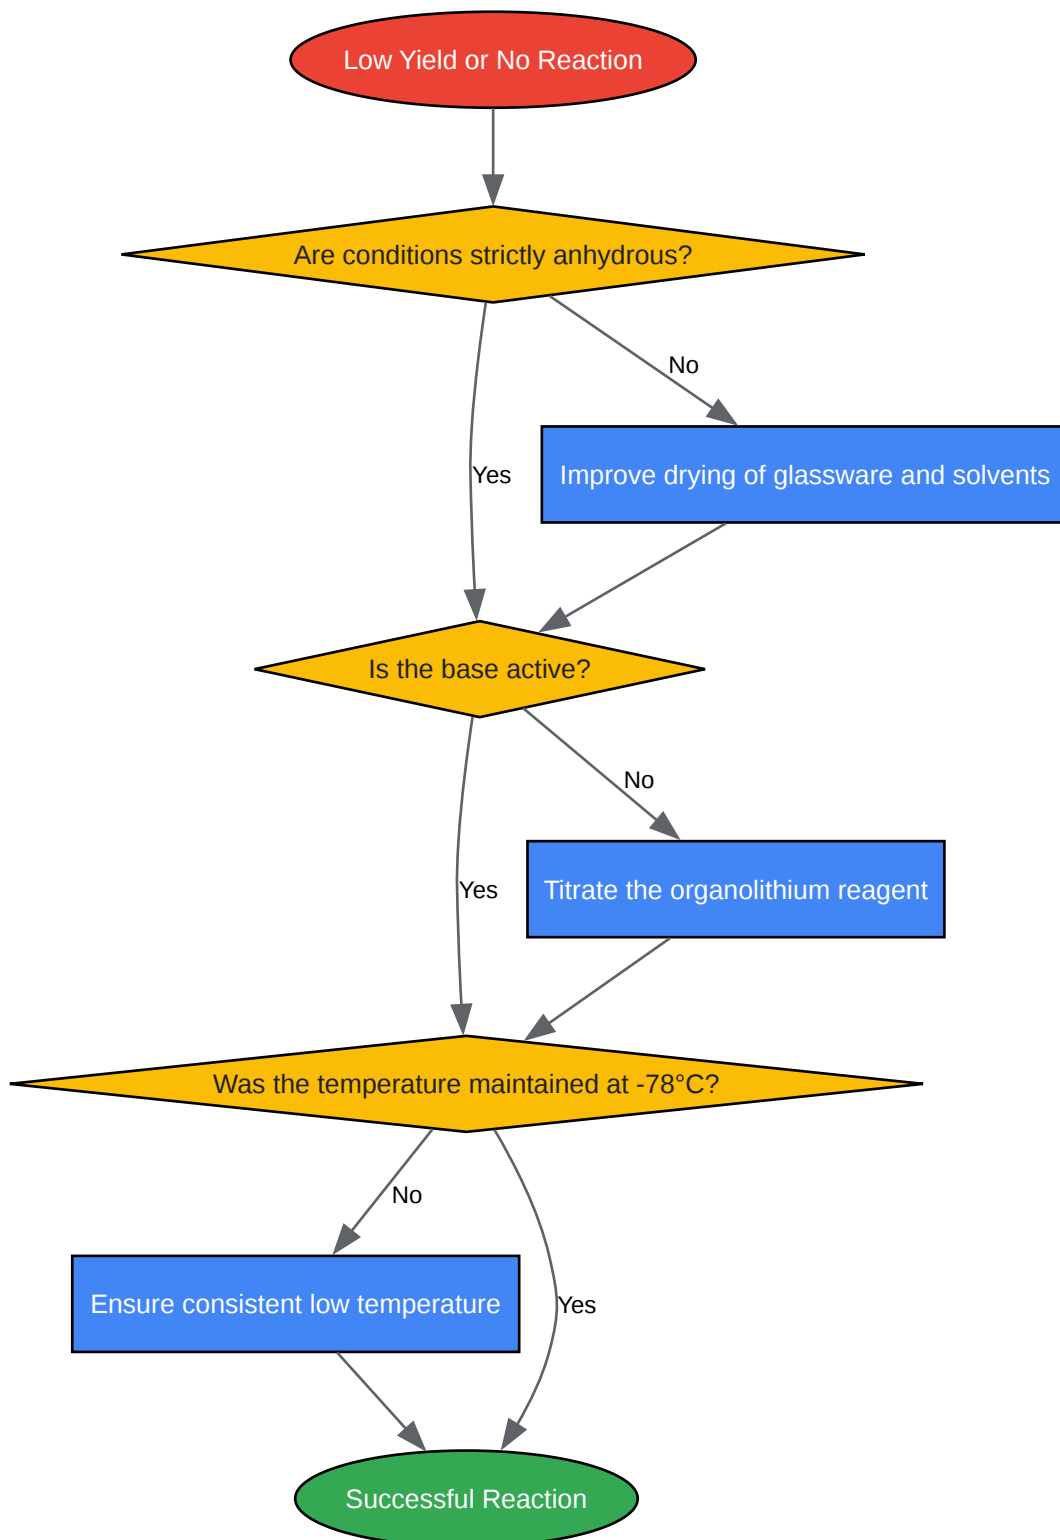 Low Yield or No Reaction
Are conditions strictly anhydrous?
No
Yes
Improve drying of glassware and solvents
Is the base active?
No
Yes
Titrate the organolithium reagent
Was the temperature maintained at -78°C?
No
Ensure consistent low temperature
Yes
Successful Reaction